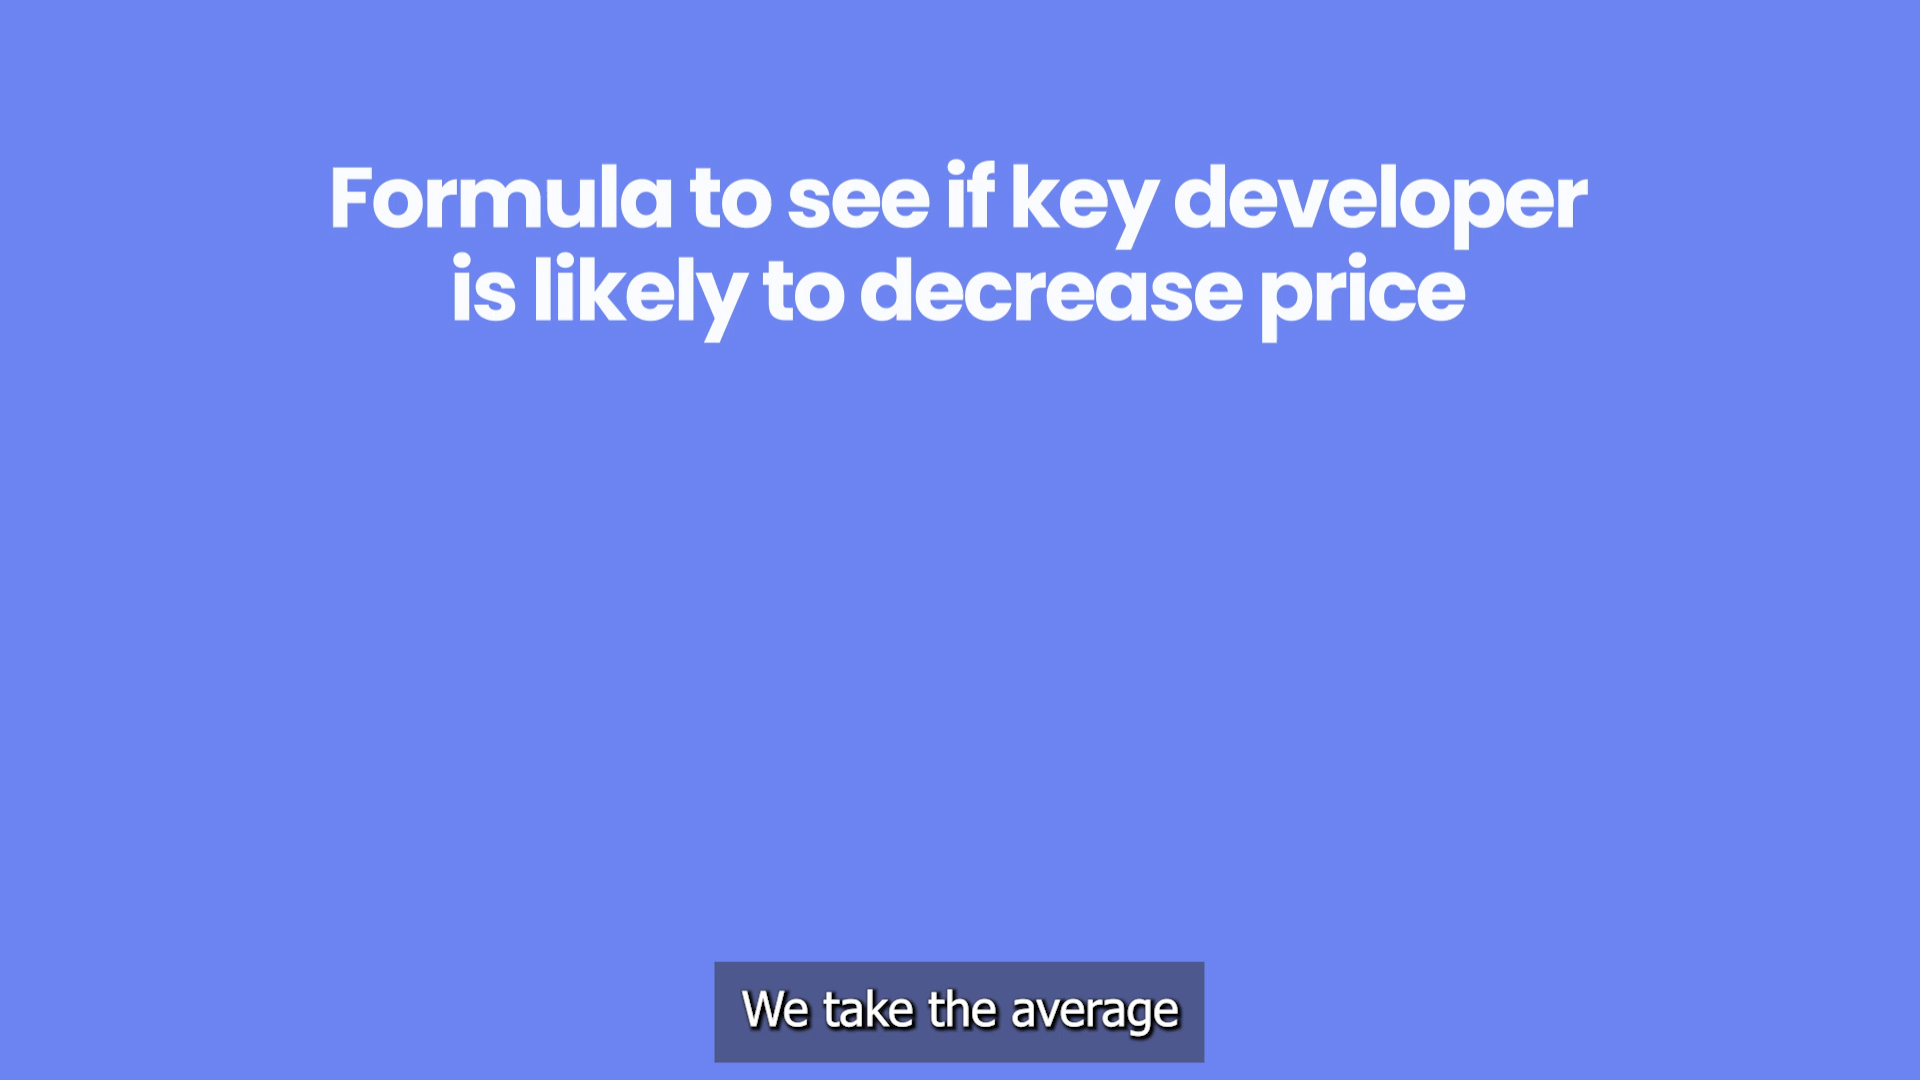 Formula to see if key developer
is likely to decrease price
We take the average